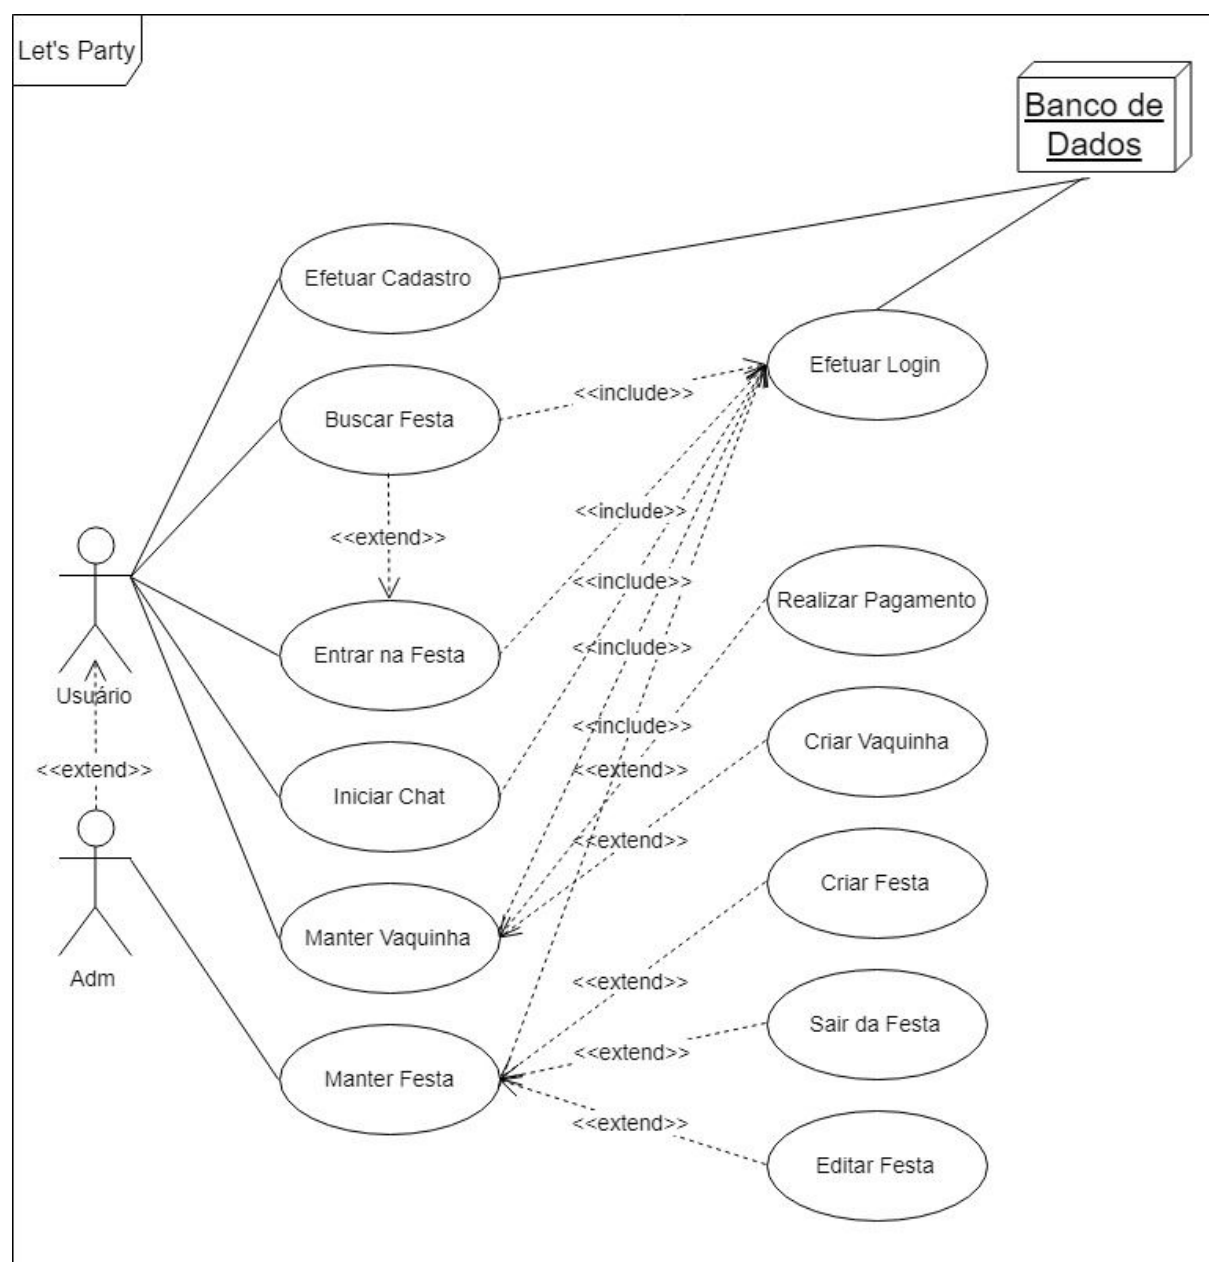 Let's Party
Banco de
Dados
Efetuar Cadastro
Efetuar Login
<<include>>
Buscar Festa
<<include>>
<<extend>>
<<include>>
Realizar Pagamento
Entrar na Festa
<<include>>
Usuário
<<include>>
Criar Vaquinha
<<extend>>
<<extend>>
Iniciar Chat
<<extend>>
Criar Festa
Manter Vaquinha
Adm
<<extend>>
Sair da Festa
<<extend>>
Manter Festa
<<extend>>
Editar Festa